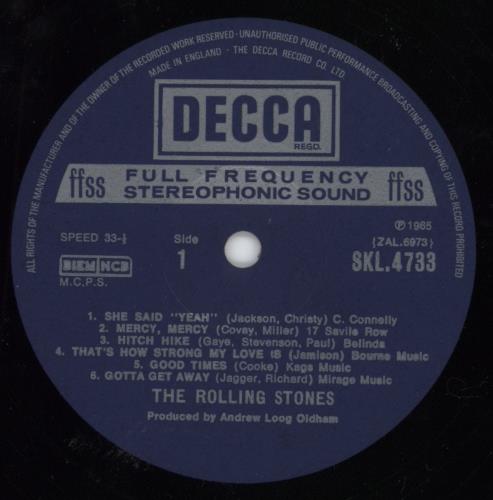 ALL RIGHTS OF THE MANUFACTURER AND OF THE OWNER OF THE RECORDED WORK RESERVED · UNAUTHORISED PUBLIC PERFORMANCE BROADCASTING AND COPYING OF THIS RECORD PROHIBITED
MADE IN ENGLAND · THE DECCA RECORD CO. LTD.
DECCA
REGD.
ffss FULL FREQUENCY ffss
STEREOPHONIC SOUND
℗1965
SPEED 33-⅓ Side {ZAL.6973}
1 SKL.4733
BIEM NCB
M.C.P.S.
1. SHE SAID "YEAH" (Jackson, Christy) C. Connelly
2. MERCY, MERCY (Covay, Miller) 17 Savile Row
3. HITCH HIKE (Gaye, Stevenson, Paul) Belinda
4. THAT'S HOW STRONG MY LOVE IS (Jamison) Bourne Music
5. GOOD TIMES (Cooke) Kags Music
6. GOTTA GET AWAY (Jagger, Richard) Mirage Music
THE ROLLING STONES
Produced by Andrew Loog Oldham